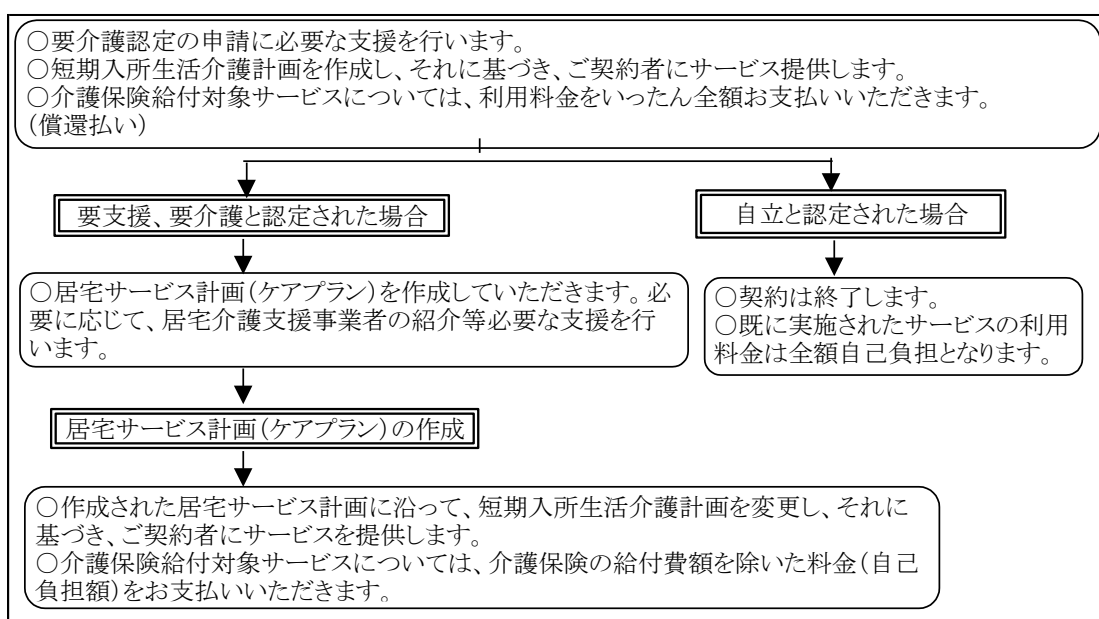 ○要介護認定の申請に必要な支援を行います。
○短期入所生活介護計画を作成し、それに基づき、ご契約者にサービス提供します。
○介護保険給付対象サービスについては、利用料金をいったん全額お支払いいただきます。
(償還払い)
要支援、要介護と認定された場合
自立と認定された場合
○居宅サービス計画(ケアプラン)を作成していただきます。必
要に応じて、居宅介護支援事業者の紹介等必要な支援を行
います。
○契約は終了します。
○既に実施されたサービスの利用
料金は全額自己負担となります。
居宅サービス計画(ケアプラン)の作成
○作成された居宅サービス計画に沿って、短期入所生活介護計画を変更し、それに
基づき、ご契約者にサービスを提供します。
○介護保険給付対象サービスについては、介護保険の給付費額を除いた料金(自己
負担額)をお支払いいただきます。